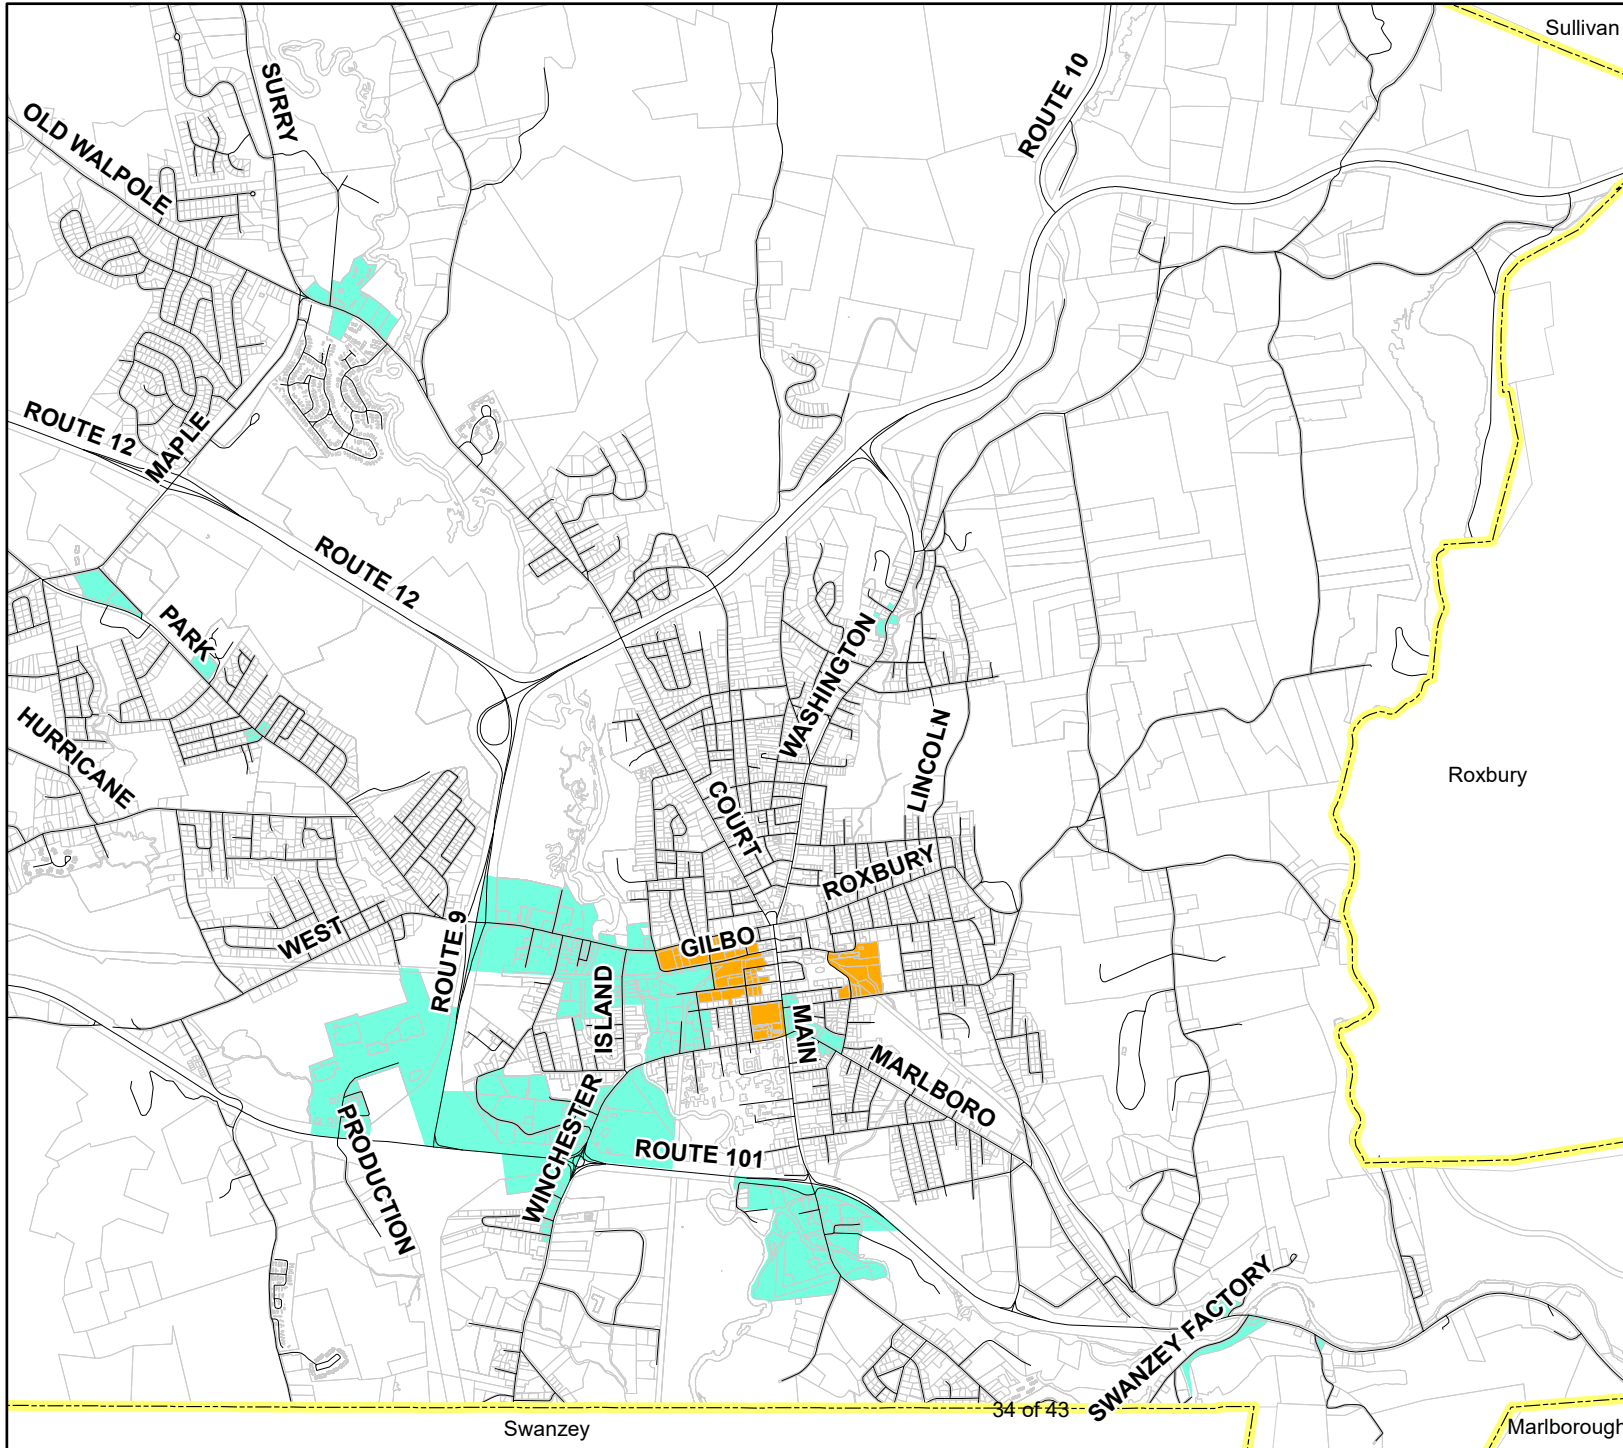 Sullivan
SURRY
ROUTE 10
OLD WALPOLE
ROUTE 12
MAPLE
ROUTE 12
PARK
WASHINGTON
HURRICANE
LINCOLN
COURT
Roxbury
ROXBURY
WEST
GILBO
ROUTE 9
ISLAND
MAIN
MARLBORO
PRODUCTION
WINCHESTER
ROUTE 101
SWANZEY FACTORY
34 of 43
Swanzey
Marlborough